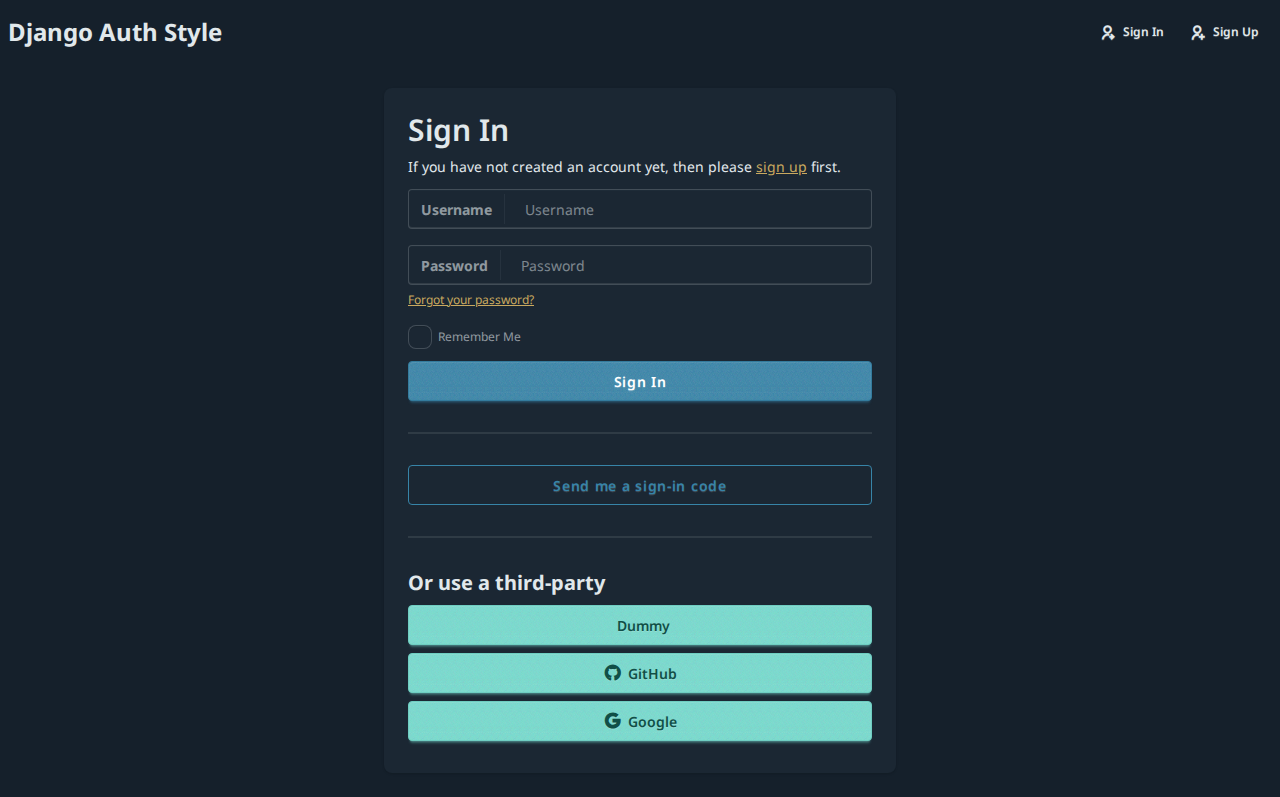 Django Auth Style
Sign In
Sign Up
Sign In
If you have not created an account yet, then please sign up first.
Username Username
Password Password
Forgot your password?
Remember Me
Sign In
Send me a sign-in code
Or use a third-party
Dummy
GitHub
Google